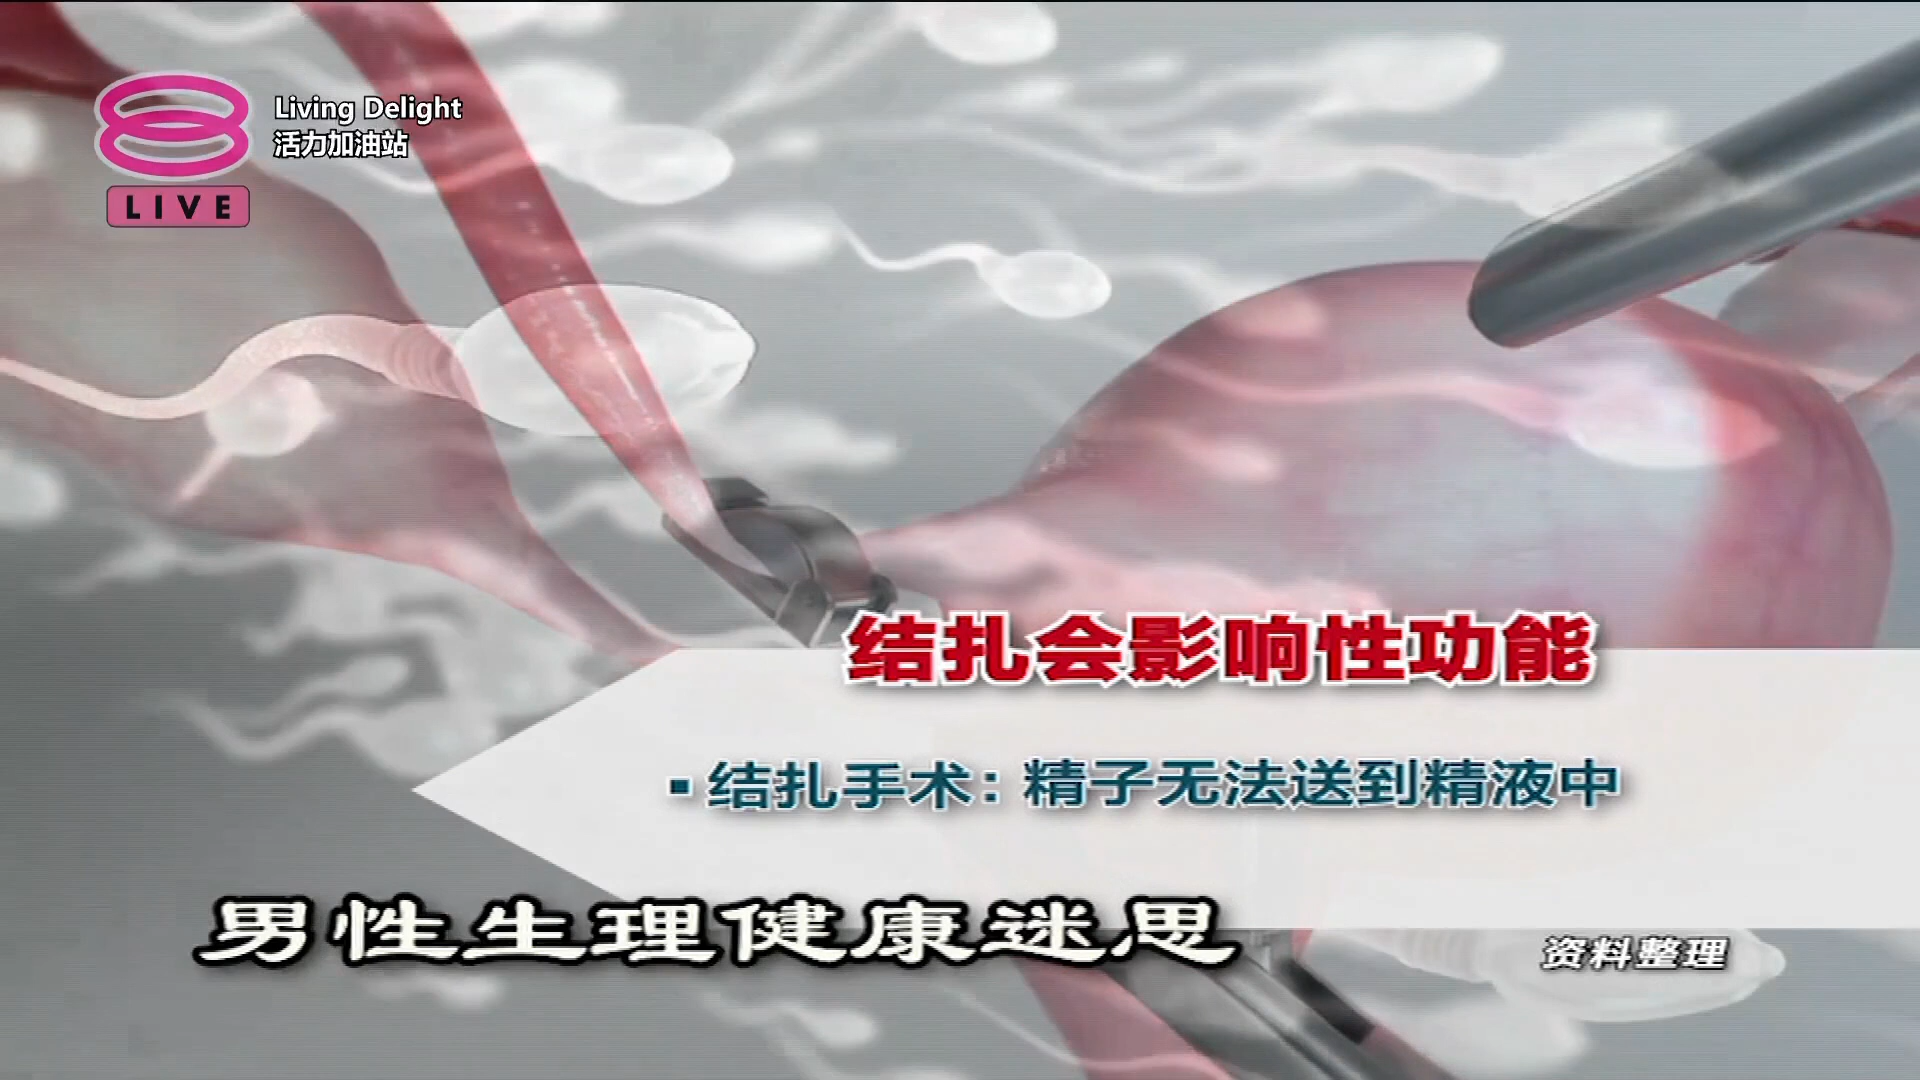 Living Delight
活力加油站
LIVE
结扎会影响性功能
▪ 结扎手术：精子无法送到精液中
男性生理健康迷思
资料整理